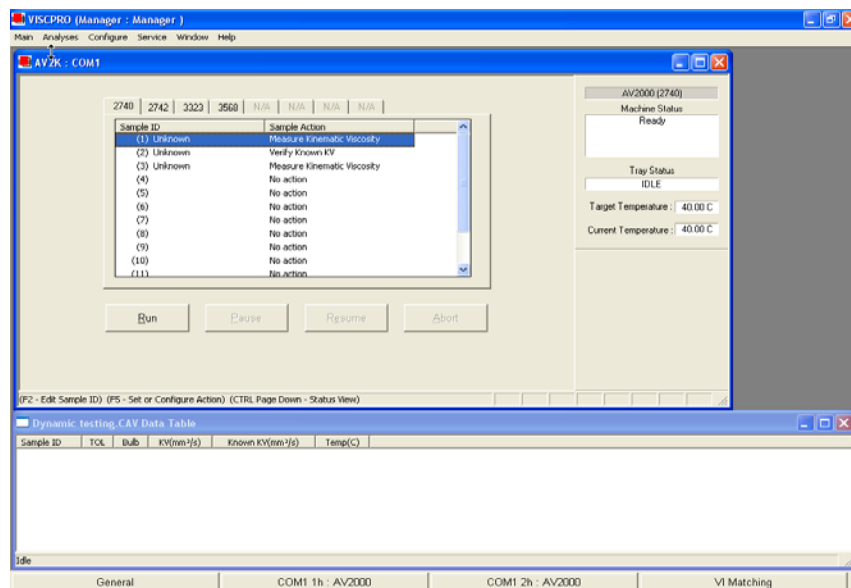 VISCPRO (Manager : Manager )
Main Analyses Configure Service Window Help
AV2K : COM1
2740 2742 3323 3568 N/A N/A N/A N/A
Sample ID Sample Action
(1) Unknown Measure Kinematic Viscosity
(2) Unknown Verify Known KV
(3) Unknown Measure Kinematic Viscosity
(4) No action
(5) No action
(6) No action
(7) No action
(8) No action
(9) No action
(10) No action
(11) No action
Run Pause Resume Abort
AV2000 (2740)
Machine Status
Ready
Tray Status
IDLE
Target Temperature : 40.00 C
Current Temperature : 40.00 C
(F2 - Edit Sample ID) (F5 - Set or Configure Action) (CTRL Page Down - Status View)
Dynamic testing.CAV Data Table
Sample ID TOL Bulb KV(mm²/s) Known KV(mm²/s) Temp(C)
Idle
General COM1 1h : AV2000 COM1 2h : AV2000 VI Matching